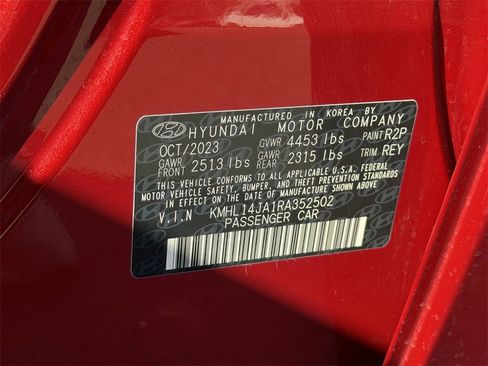 MANUFACTURED IN KOREA BY
HYUNDAI MOTOR COMPANY
OCT/2023 GVWR 4453 lbs PAINT R2P
GAWR FRONT 2513 lbs GAWR REAR 2315 lbs TRIM REY
THIS VEHICLE CONFORMS TO ALL APPLICABLE U.S.A. FEDERAL
MOTOR VEHICLE SAFETY, BUMPER, AND THEFT PREVENTION STANDARDS
IN EFFECT ON THE DATE OF MANUFACTURE SHOWN ABOVE.
V.I.N KMHL14JA1RA352502
PASSENGER CAR